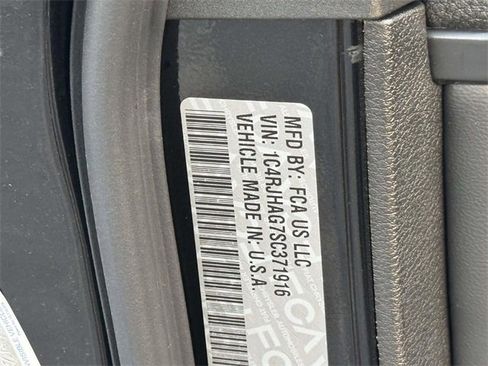 MFD BY: FCA US LLC
VIN: 1C4RJHAG7SC371916
VEHICLE MADE IN: U.S.A.